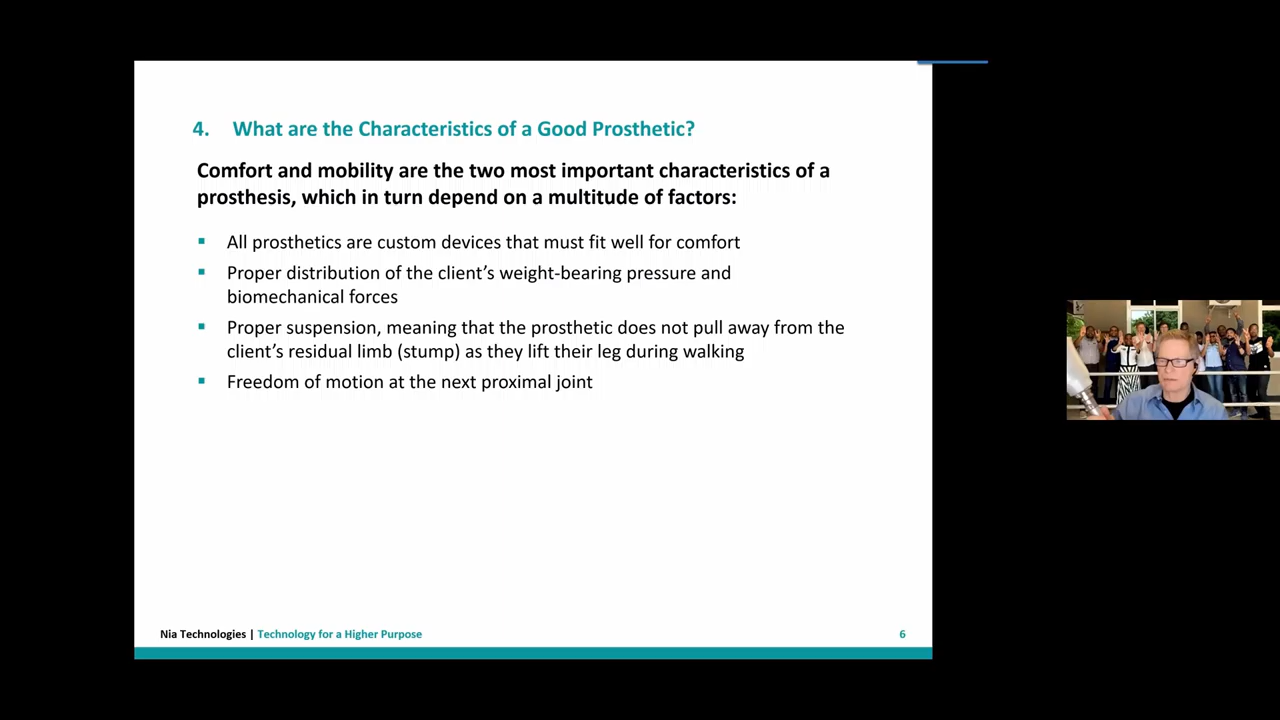 4. What are the Characteristics of a Good Prosthetic?
Comfort and mobility are the two most important characteristics of a
prosthesis, which in turn depend on a multitude of factors:
▪ All prosthetics are custom devices that must fit well for comfort
▪ Proper distribution of the client’s weight-bearing pressure and
biomechanical forces
▪ Proper suspension, meaning that the prosthetic does not pull away from the
client’s residual limb (stump) as they lift their leg during walking
▪ Freedom of motion at the next proximal joint
Nia Technologies | Technology for a Higher Purpose 6